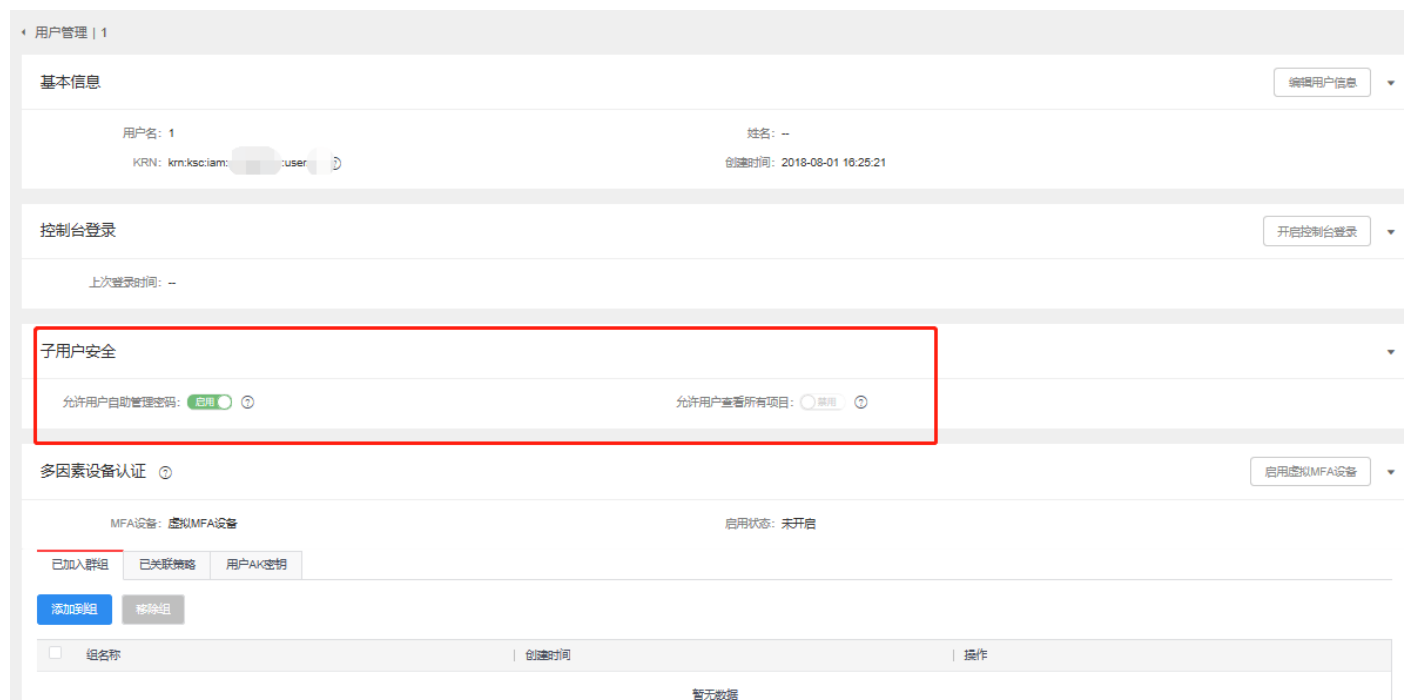 用户管理 | 1
基本信息
编辑用户信息
用户名: 1
姓名: --
KRN: krn:ksc:iam: :user
创建时间: 2018-08-01 16:25:21
控制台登录
开启控制台登录
上次登录时间: --
子用户安全
允许用户自助管理密码: 启用
允许用户查看所有项目: 禁用
多因素设备认证
启用虚拟MFA设备
MFA设备: 虚拟MFA设备
启用状态: 未开启
已加入群组 已关联策略 用户AK密钥
添加到组 移除组
组名称 创建时间 操作
暂无数据